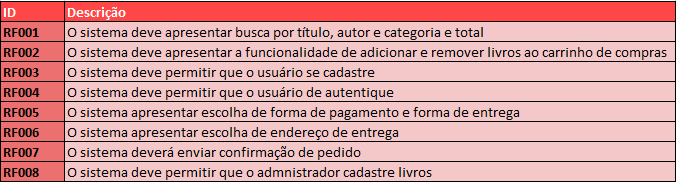 ID Descrição
RF001 O sistema deve apresentar busca por título, autor e categoria e total
RF002 O sistema deve apresentar a funcionalidade de adicionar e remover livros ao carrinho de compras
RF003 O sistema deve permitir que o usuário se cadastre
RF004 O sistema deve permitir que o usuário de autentique
RF005 O sistema apresentar escolha de forma de pagamento e forma de entrega
RF006 O sistema apresentar escolha de endereço de entrega
RF007 O sistema deverá enviar confirmação de pedido
RF008 O sistema deve permitir que o admnistrador cadastre livros